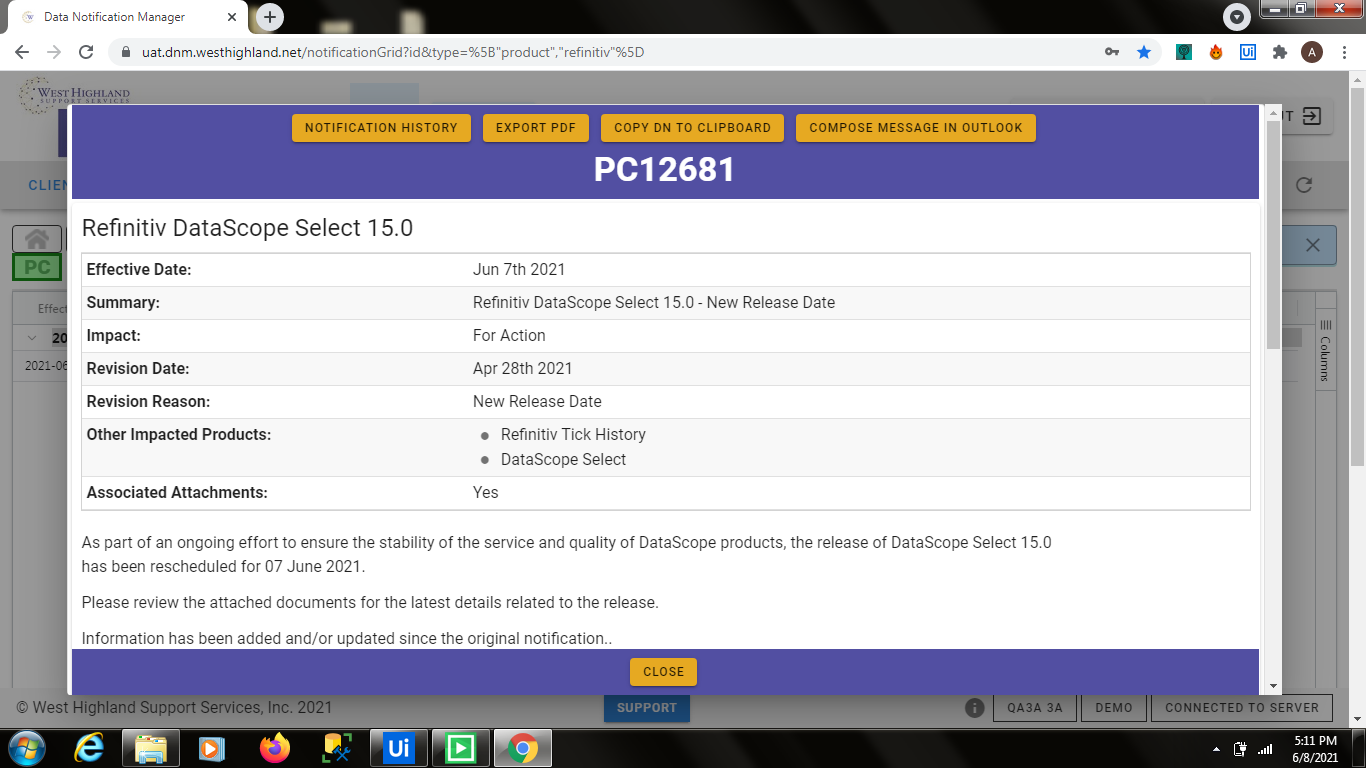 Data Notification Manager
uat.dnm.westhighland.net/notificationGrid?id&type=%5B"product","refinitiv"%5D
Ui
A
WEST HIGHLAND
SUPPORT SERVICES
NOTIFICATION HISTORY
EXPORT PDF
COPY DN TO CLIPBOARD
COMPOSE MESSAGE IN OUTLOOK
PC12681
CLIEN
PC
Effect
20
2021-06
Columns
Refinitiv DataScope Select 15.0
Effective Date: Jun 7th 2021
Summary: Refinitiv DataScope Select 15.0 - New Release Date
Impact: For Action
Revision Date: Apr 28th 2021
Revision Reason: New Release Date
Other Impacted Products: • Refinitiv Tick History
• DataScope Select
Associated Attachments: Yes
As part of an ongoing effort to ensure the stability of the service and quality of DataScope products, the release of DataScope Select 15.0
has been rescheduled for 07 June 2021.
Please review the attached documents for the latest details related to the release.
Information has been added and/or updated since the original notification..
CLOSE
© West Highland Support Services, Inc. 2021
SUPPORT
QA3A 3A
DEMO
CONNECTED TO SERVER
Ui
5:11 PM
6/8/2021